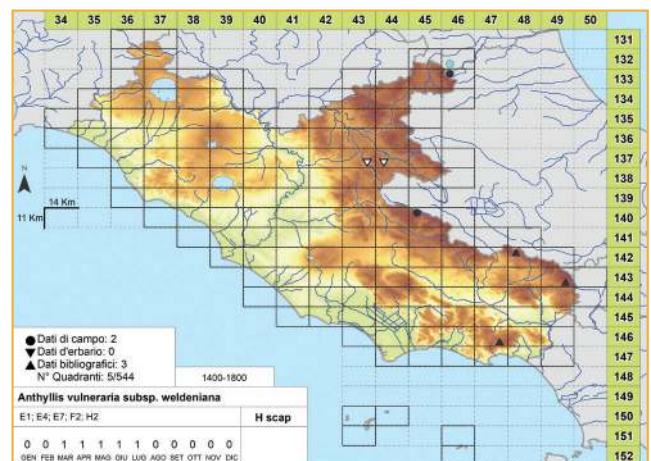 34 35 36 37 38 39 40 41 42 43 44 45 46 47 48 49 50
131
132
133
134
135
136
137
138
139
140
141
142
143
144
145
146
147
148
149
150
151
152
N
14 Km
11 Km
Dati di campo: 2
Dati d'erbario: 0
Dati bibliografici: 3
N° Quadranti: 5/544
1400-1800
Anthyllis vulneraria subsp. weldeniana
E1; E4; E7; F2; H2
H scap
0 0 1 1 1 1 1 0 0 0 0 0
GEN FEB MAR APR MAG GIU LUG AGO SET OTT NOV DIC